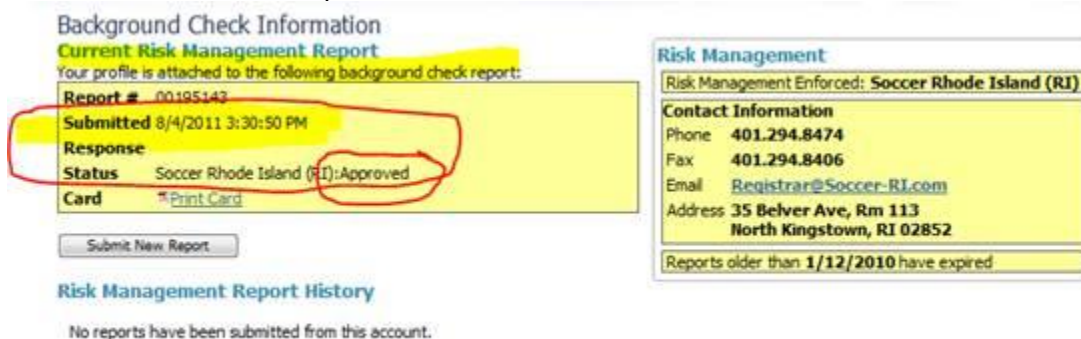 Background Check Information
Current Risk Management Report
Your profile is attached to the following background check report:
Report # 00195143
Submitted 8/4/2011 3:30:50 PM
Response
Status Soccer Rhode Island (RI):Approved
Card Print Card
Submit New Report
Risk Management Report History
No reports have been submitted from this account.
Risk Management
Risk Management Enforced: Soccer Rhode Island (RI)
Contact Information
Phone 401.294.8474
Fax 401.294.8406
Email Registrar@Soccer-RI.com
Address 35 Belver Ave, Rm 113
North Kingstown, RI 02852
Reports older than 1/12/2010 have expired